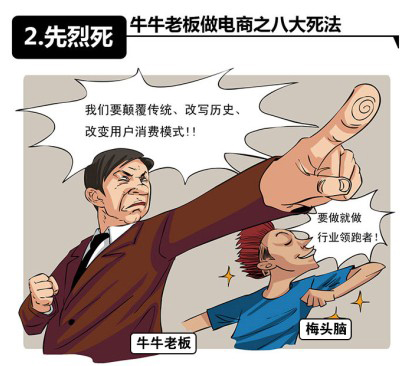 牛牛老板做电商之八大死法
2.先烈死
我们要颠覆传统、改写历史、
改变用户消费模式!!
要做就做
行业领跑者!
牛牛老板
梅头脑